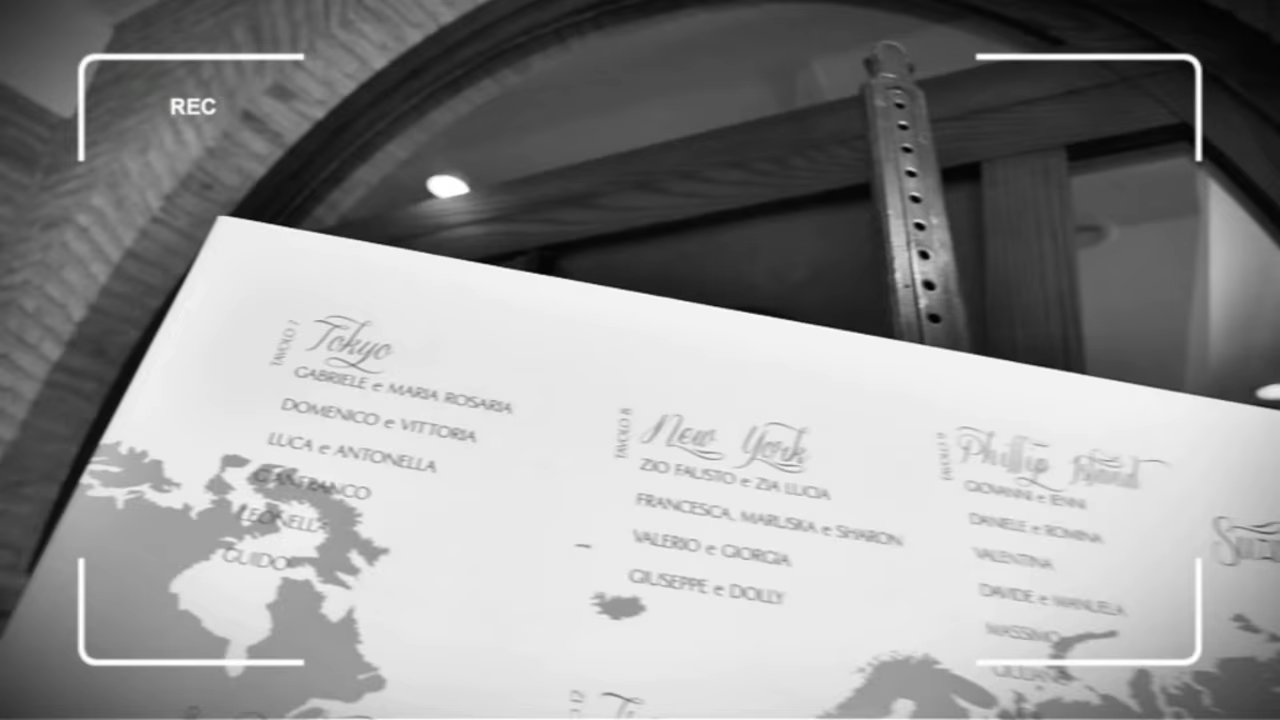 REC
TAVOLO 7
Tokyo
GABRIELE e MARIA ROSARIA
DOMENICO e VITTORIA
LUCA e ANTONELLA
GIANFRANCO
GUIDO
TAVOLO 8
New York
ZIO FAUSTO e ZIA LUCIA
FRANCESCA, MARUSKA e SHARON
VALERIO e GIORGIA
GIUSEPPE e DOLLY
TAVOLO 9
Phillip Island
GIOVANNI e JENNI
DANIELE e ROMINA
VALENTINA
DAVIDE e MANUELA
MASSIMO